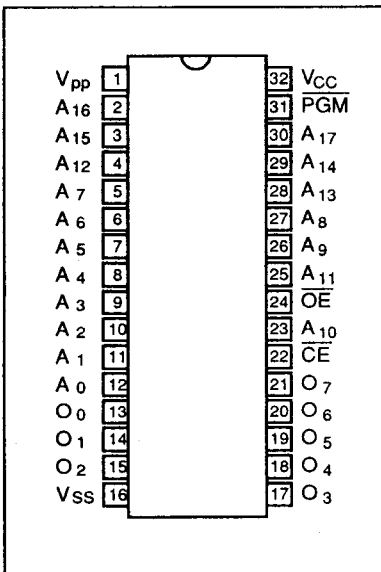 Vpp 1 32 VCC
A16 2 31 PGM
A15 3 30 A17
A12 4 29 A14
A7 5 28 A13
A6 6 27 A8
A5 7 26 A9
A4 8 25 A11
A3 9 24 OE
A2 10 23 A10
A1 11 22 CE
A0 12 21 O7
O0 13 20 O6
O1 14 19 O5
O2 15 18 O4
VSS 16 17 O3